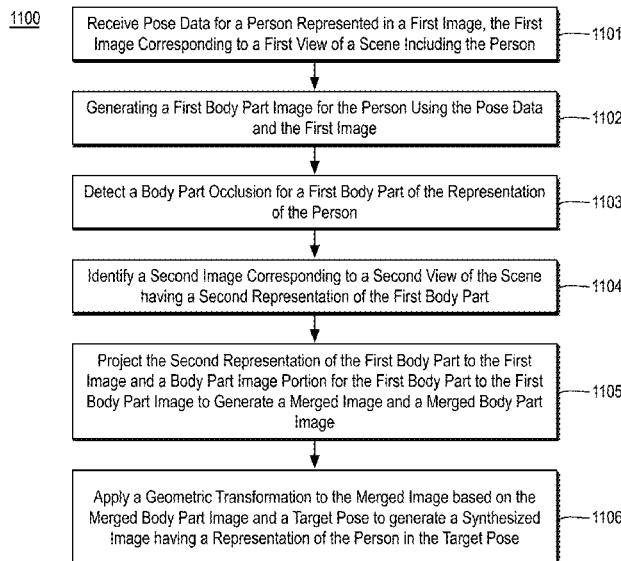 1100
Receive Pose Data for a Person Represented in a First Image, the First
Image Corresponding to a First View of a Scene Including the Person
1101
Generating a First Body Part Image for the Person Using the Pose Data
and the First Image
1102
Detect a Body Part Occlusion for a First Body Part of the Representation
of the Person
1103
Identify a Second Image Corresponding to a Second View of the Scene
having a Second Representation of the First Body Part
1104
Project the Second Representation of the First Body Part to the First
Image and a Body Part Image Portion for the First Body Part to the First
Body Part Image to Generate a Merged Image and a Merged Body Part
Image
1105
Apply a Geometric Transformation to the Merged Image based on the
Merged Body Part Image and a Target Pose to generate a Synthesized
Image having a Representation of the Person in the Target Pose
1106